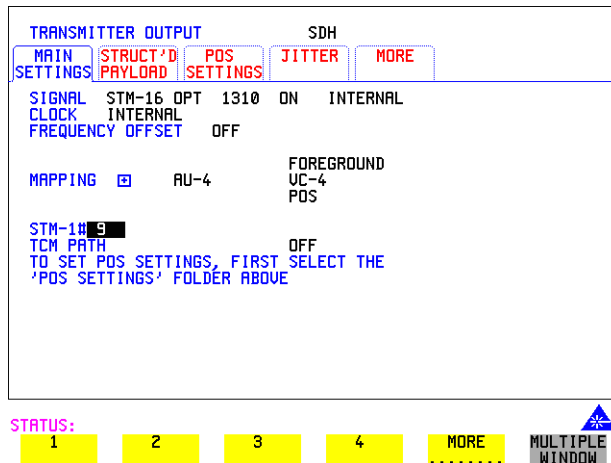 TRANSMITTER OUTPUT SDH
MAIN SETTINGS STRUCT'D PAYLOAD POS SETTINGS JITTER MORE
SIGNAL STM-16 OPT 1310 ON INTERNAL
CLOCK INTERNAL
FREQUENCY OFFSET OFF
FOREGROUND
MAPPING + AU-4 VC-4
POS
STM-1# 9
TCM PATH OFF
TO SET POS SETTINGS, FIRST SELECT THE
'POS SETTINGS' FOLDER ABOVE
STATUS:
1 2 3 4 MORE ........ MULTIPLE WINDOW